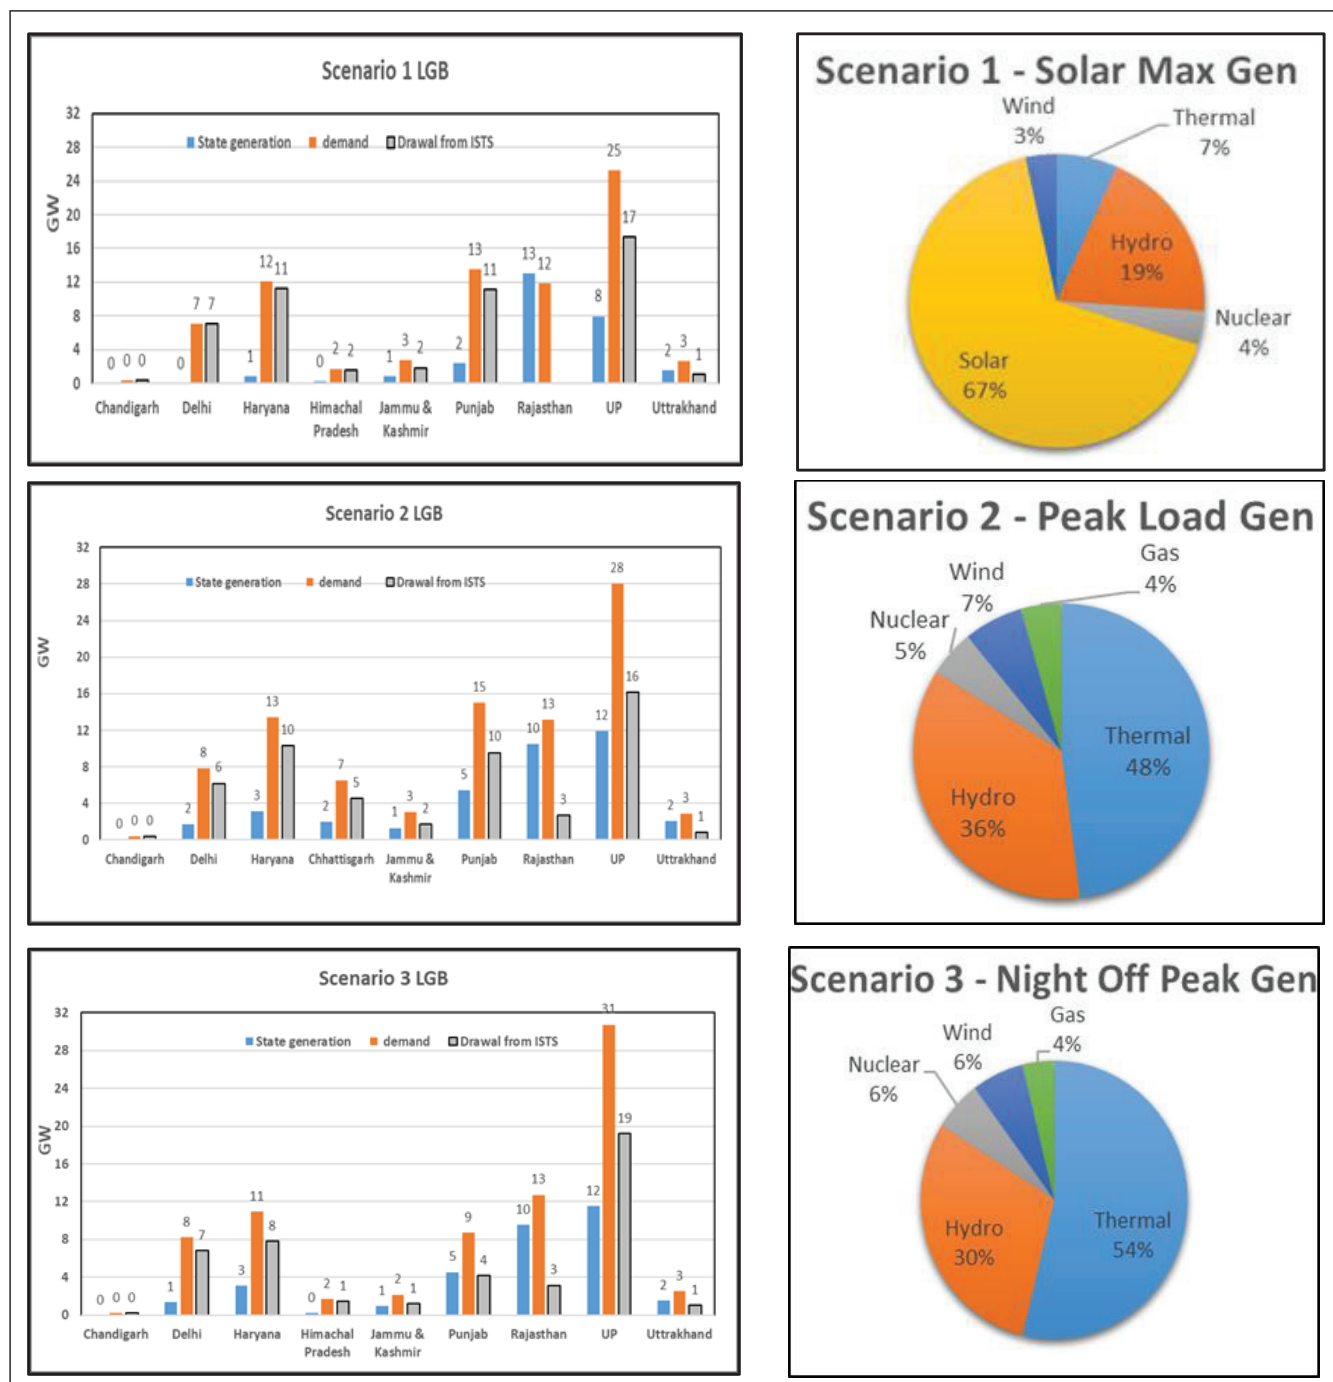 Scenario 1 LGB
State generation demand Drawal from ISTS
GW
32
28
24
20
16
12
8
4
0
0 0 0
0 7 7
1 12 11
0 2 2
1 3 2
2 13 11
13 12
8 25 17
2 3 1
Chandigarh Delhi Haryana Himachal Jammu & Punjab Rajasthan UP Uttrakhand
Pradesh Kashmir
Scenario 1 - Solar Max Gen
Wind
3%
Thermal
7%
Hydro
19%
Nuclear
4%
Solar
67%
Scenario 2 LGB
State generation demand Drawal from ISTS
GW
32
28
24
20
16
12
8
4
0
0 0 0
2 8 6
3 13 10
2 7 5
1 3 2
5 15 10
10 13 3
12 28 16
2 3 1
Chandigarh Delhi Haryana Chhattisgarh Jammu & Punjab Rajasthan UP Uttrakhand
Kashmir
Scenario 2 - Peak Load Gen
Gas
4%
Wind
7%
Nuclear
5%
Thermal
48%
Hydro
36%
Scenario 3 LGB
State generation demand Drawal from ISTS
GW
32
28
24
20
16
12
8
4
0
0 0 0
1 8 7
3 11 8
0 2 1
1 2 1
5 9 4
10 13 3
12 31 19
2 3 1
Chandigarh Delhi Haryana Himachal Jammu & Punjab Rajasthan UP Uttrakhand
Pradesh Kashmir
Scenario 3 - Night Off Peak Gen
Gas
4%
Wind
6%
Nuclear
6%
Thermal
54%
Hydro
30%